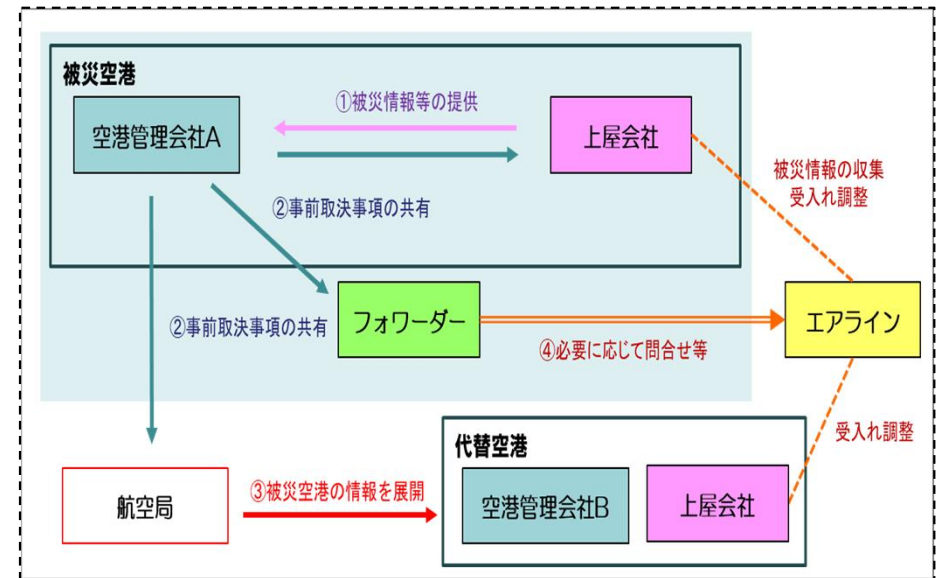 被災空港
①被災情報等の提供
空港管理会社A
上屋会社
被災情報の収集
受入れ調整
②事前取決事項の共有
②事前取決事項の共有
フォワーダー
エアライン
④必要に応じて問合せ等
受入れ調整
代替空港
③被災空港の情報を展開
航空局
空港管理会社B
上屋会社